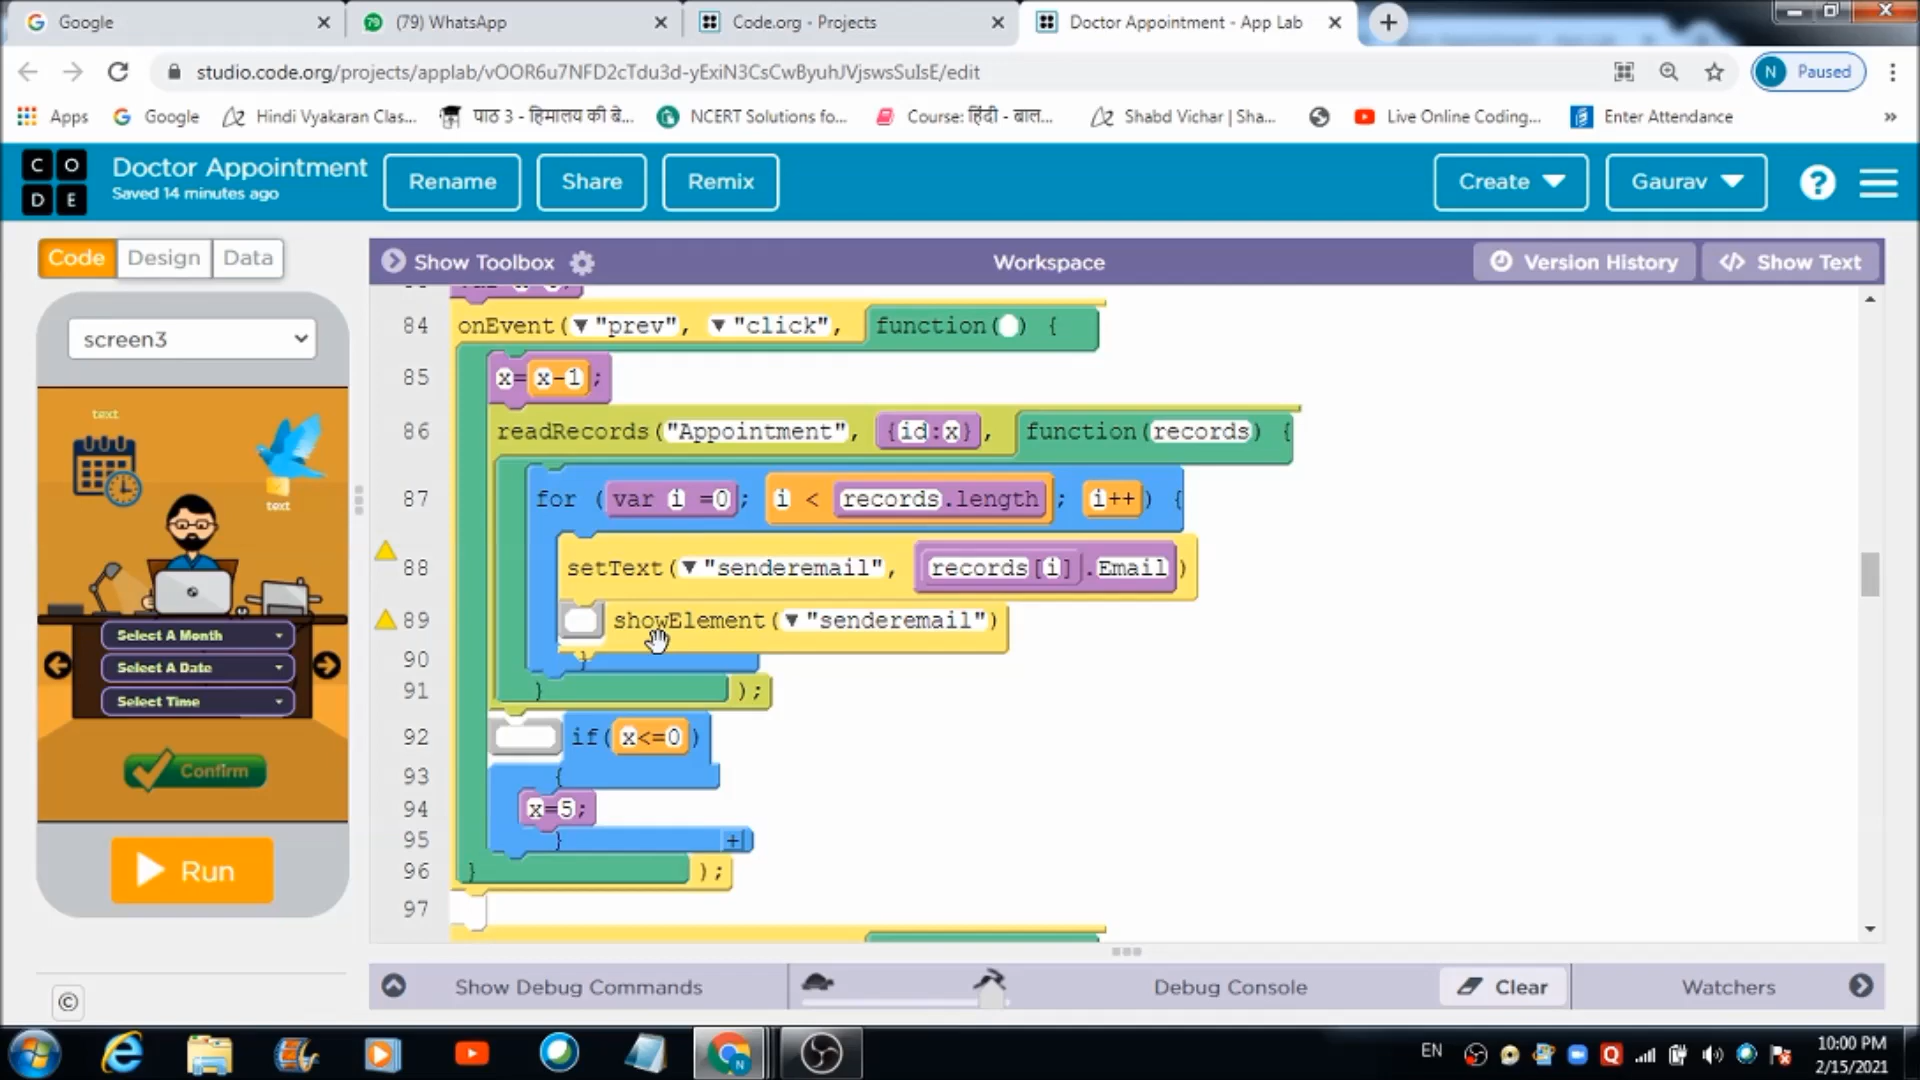 Google
(79) WhatsApp
Code.org - Projects
Doctor Appointment - App Lab
studio.code.org/projects/applab/vOOR6u7NFD2cTdu3d-yExiN3CsCwByuhJVjswsSuIsE/edit
N Paused
Apps
Google
Hindi Vyakaran Clas...
पाठ 3 - हिमालय की बे...
NCERT Solutions fo...
Course: हिंदी - बाल...
Shabd Vichar | Sha...
Live Online Coding...
Enter Attendance
»
C O D E
Doctor Appointment
Saved 14 minutes ago
Rename
Share
Remix
Create
Gaurav
?
Code
Design
Data
Show Toolbox
Workspace
Version History
</> Show Text
screen3
text
text
Select A Month
Select A Date
Select Time
Confirm
Run
84 onEvent( "prev", "click", function( ) {
85 x= x-1 ;
86 readRecords("Appointment", {id:x}, function(records) {
87 for (var i =0; i < records.length ; i++) {
88 setText( "senderemail", records[i].Email)
89 showElement( "senderemail")
90 }
91 } );
92 if( x<=0 )
93 {
94 x=5;
95 } +
96 } );
97
©
Show Debug Commands
Debug Console
Clear
Watchers
EN
10:00 PM
2/15/2021